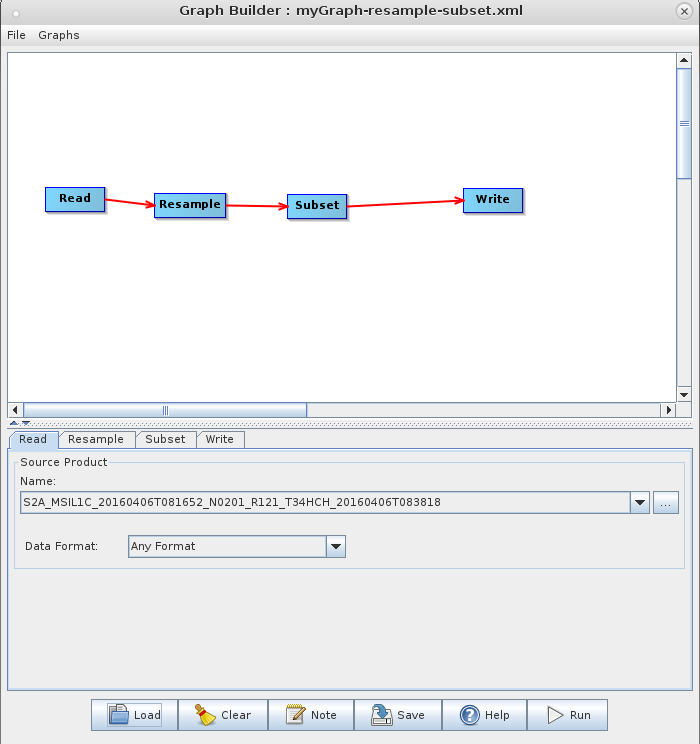 Graph Builder : myGraph-resample-subset.xml
File Graphs
Read
Resample
Subset
Write
Read Resample Subset Write
Source Product
Name:
S2A_MSIL1C_20160406T081652_N0201_R121_T34HCH_20160406T083818
...
Data Format: Any Format
Load Clear Note Save Help Run